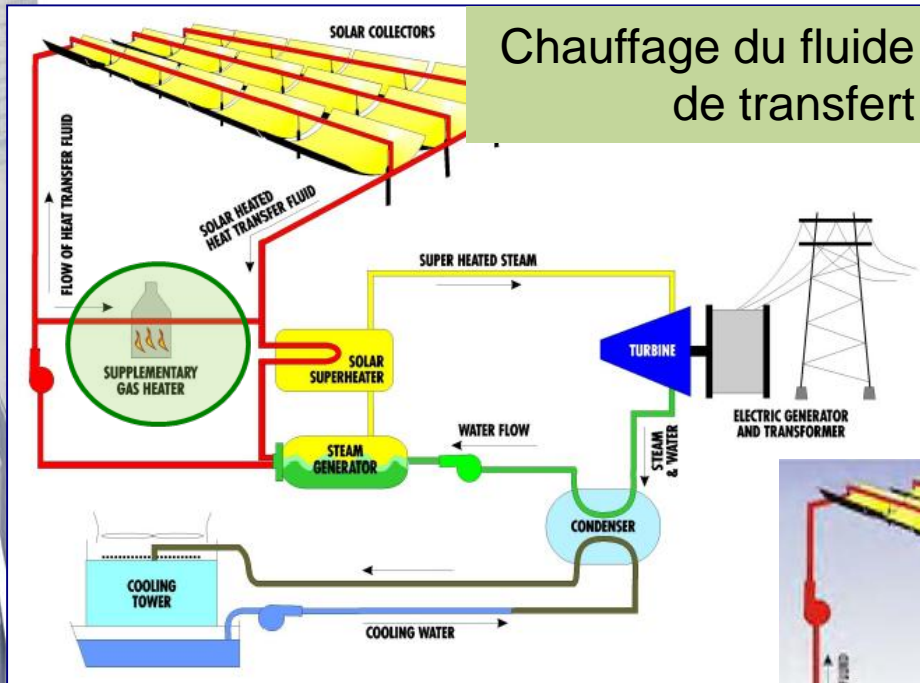 SOLAR COLLECTORS
Chauffage du fluide
de transfert
FLOW OF HEAT TRANSFER FLUID
SOLAR HEATED
HEAT TRANSFER FLUID
SUPER HEATED STEAM
SUPPLEMENTARY
GAS HEATER
SOLAR
SUPERHEATER
TURBINE
ELECTRIC GENERATOR
AND TRANSFORMER
STEAM
GENERATOR
WATER FLOW
STEAM
& WATER
CONDENSER
COOLING
TOWER
COOLING WATER